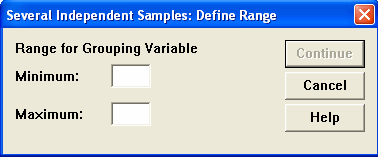 Several Independent Samples: Define Range
Range for Grouping Variable
Continue
Minimum:
Cancel
Maximum:
Help